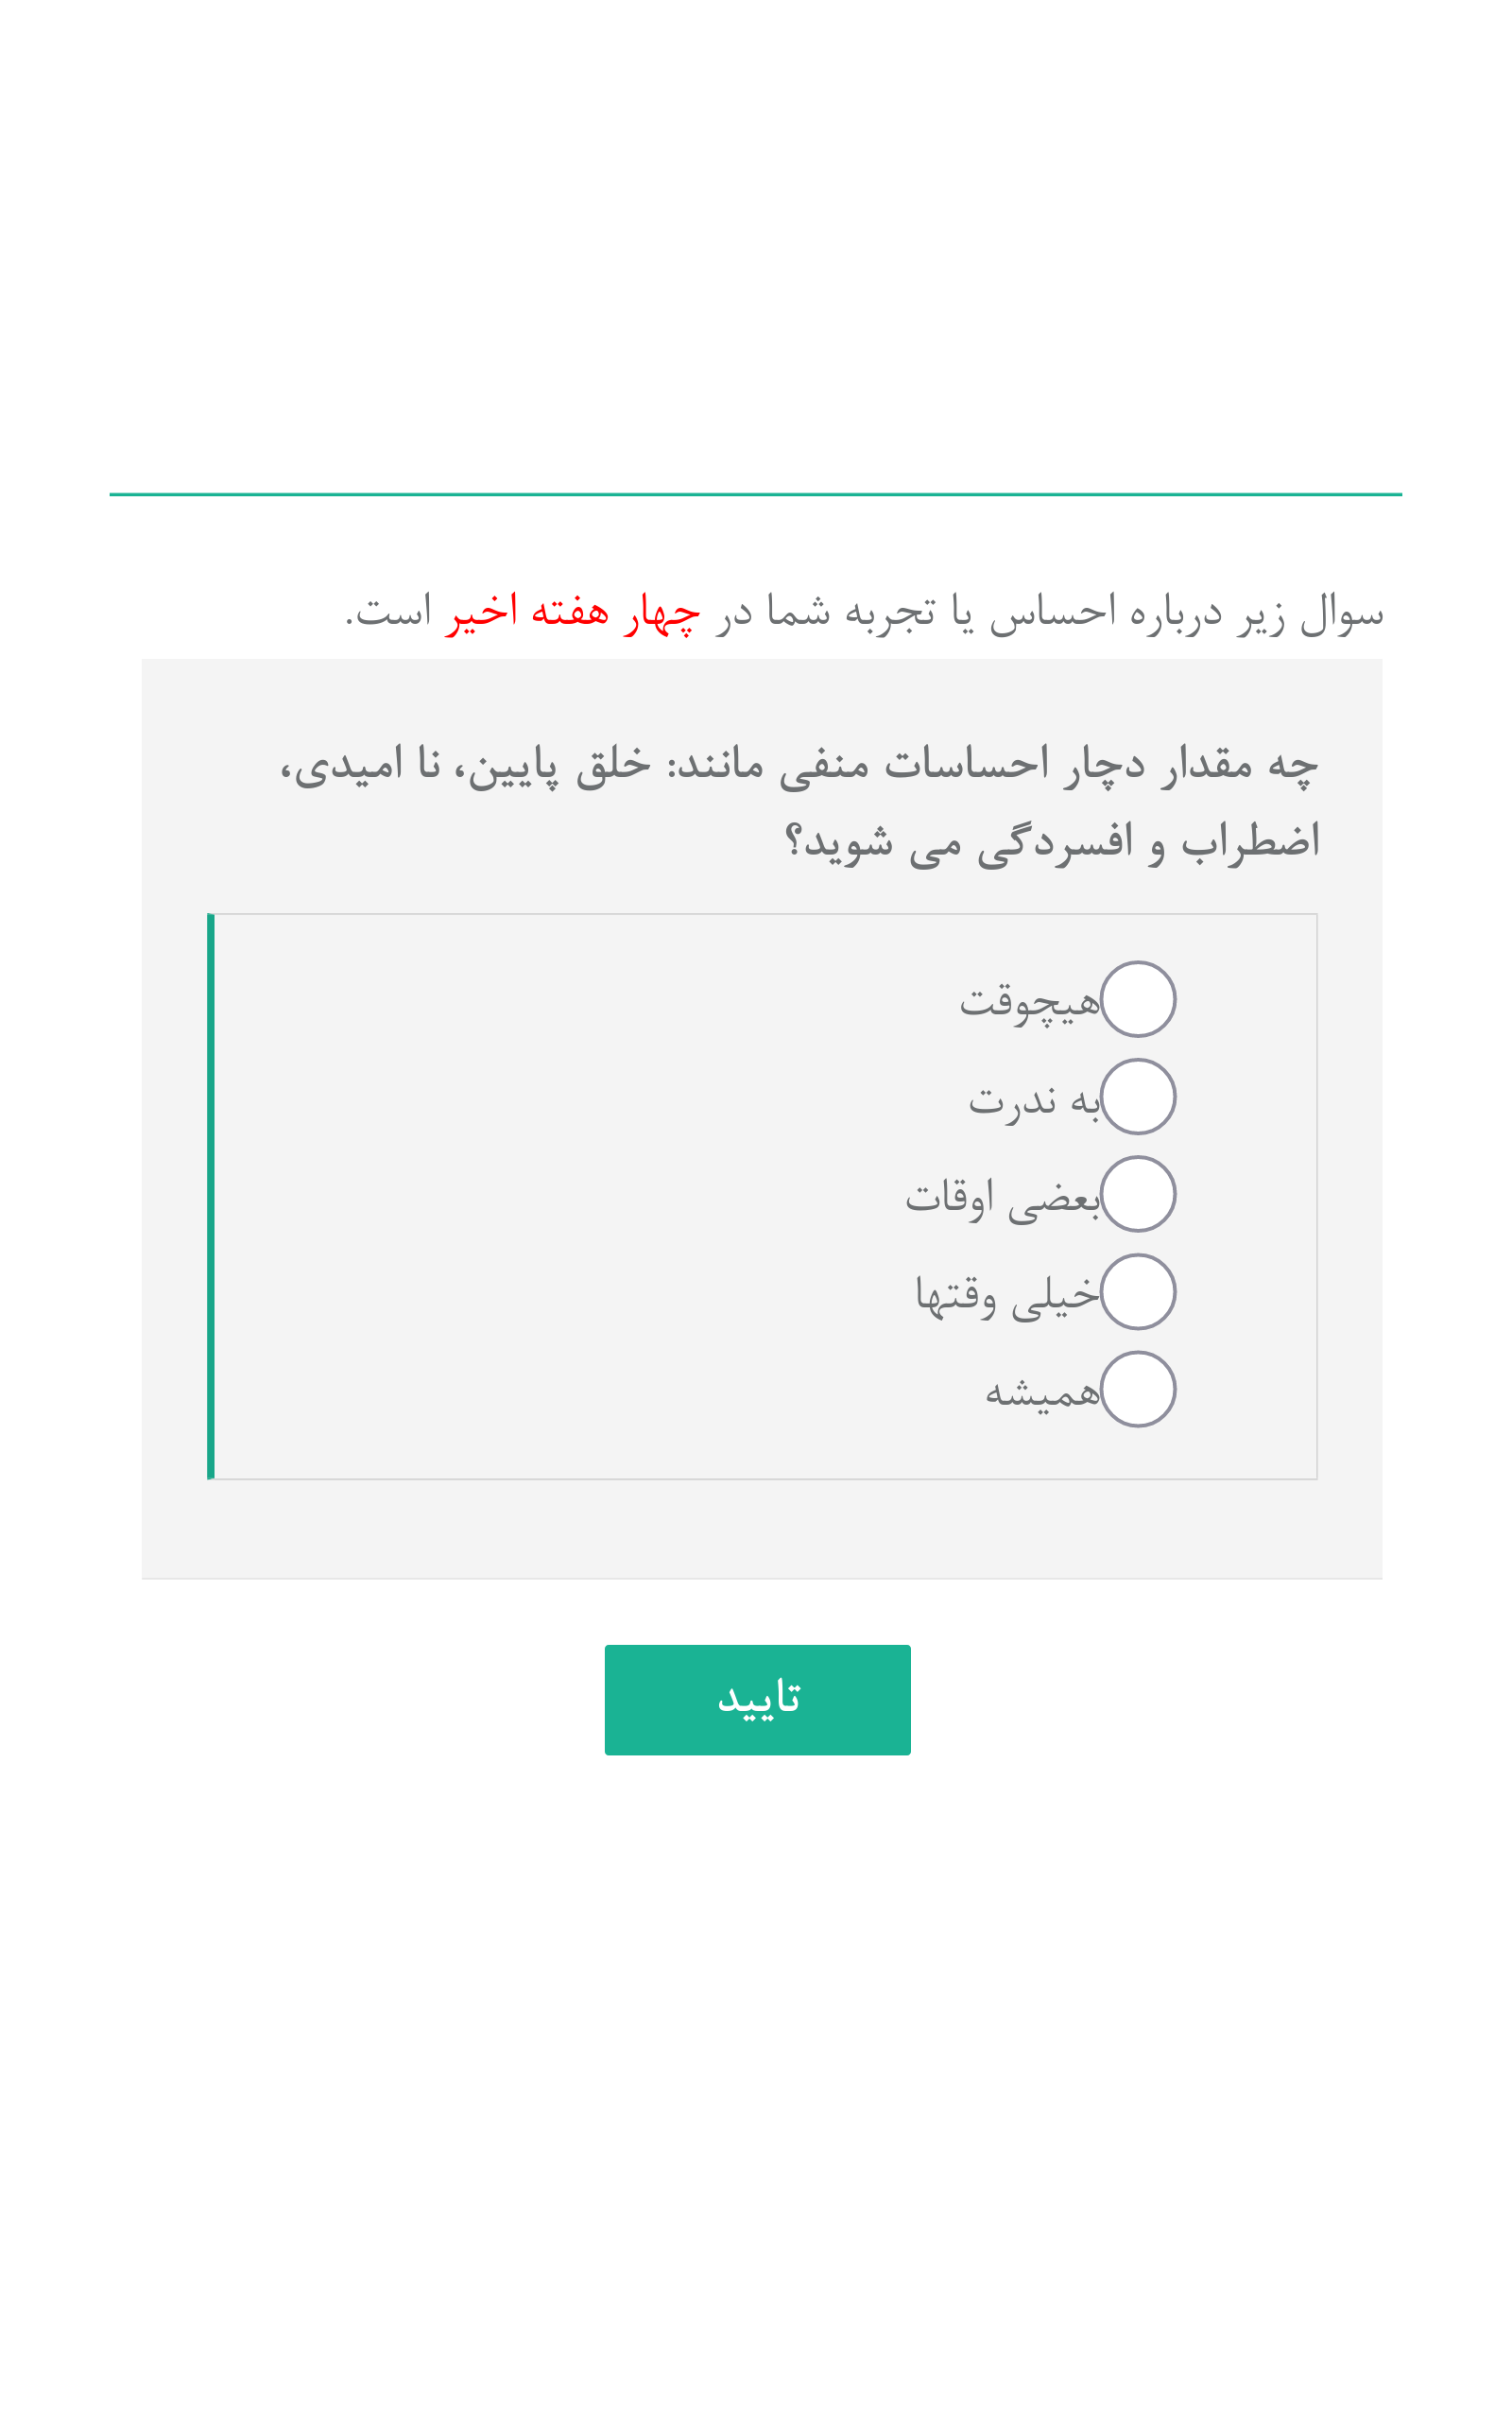 سوال زیر درباره احساس یا تجربه شما در چهار هفته اخیر است.
چه مقدار دچار احساسات منفی مانند: خلق پایین، نا امیدی،
اضطراب و افسردگی می شوید؟
هیچوقت
به ندرت
بعضی اوقات
خیلی وقتها
همیشه
تایید